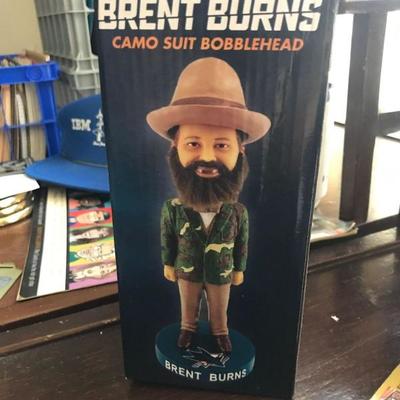 BRENT BURNS
CAMO SUIT BOBBLEHEAD
IBM
BRENT BURNS